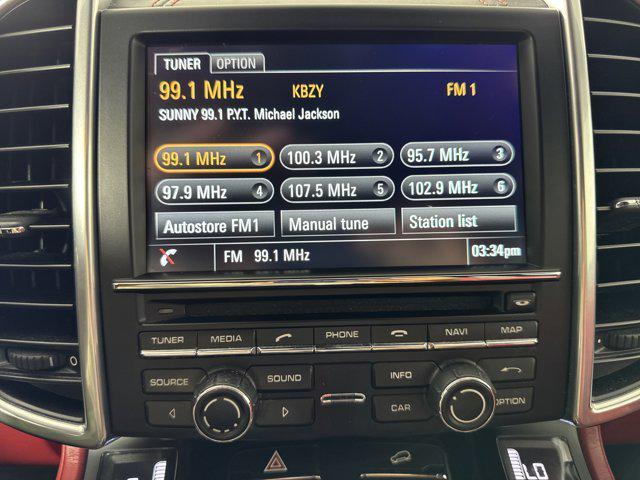 TUNER OPTION
99.1 MHz KBZY FM 1
SUNNY 99.1 P.Y.T. Michael Jackson
99.1 MHz 1 100.3 MHz 2 95.7 MHz 3
97.9 MHz 4 107.5 MHz 5 102.9 MHz 6
Autostore FM1 Manual tune Station list
FM 99.1 MHz 03:34pm
TUNER MEDIA PHONE NAVI MAP
SOURCE SOUND INFO
CAR OPTION
LO